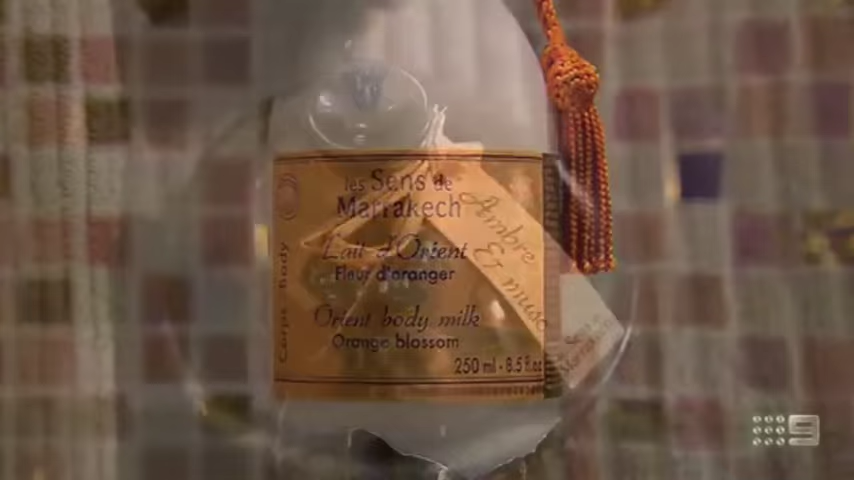 les Sens de
Marrakech
Lait d'Orient
Fleur d'oranger
Orient body milk
Orange blossom
250 ml - 8.5 fl.oz
Corps Body
Ambre
Et musc
9